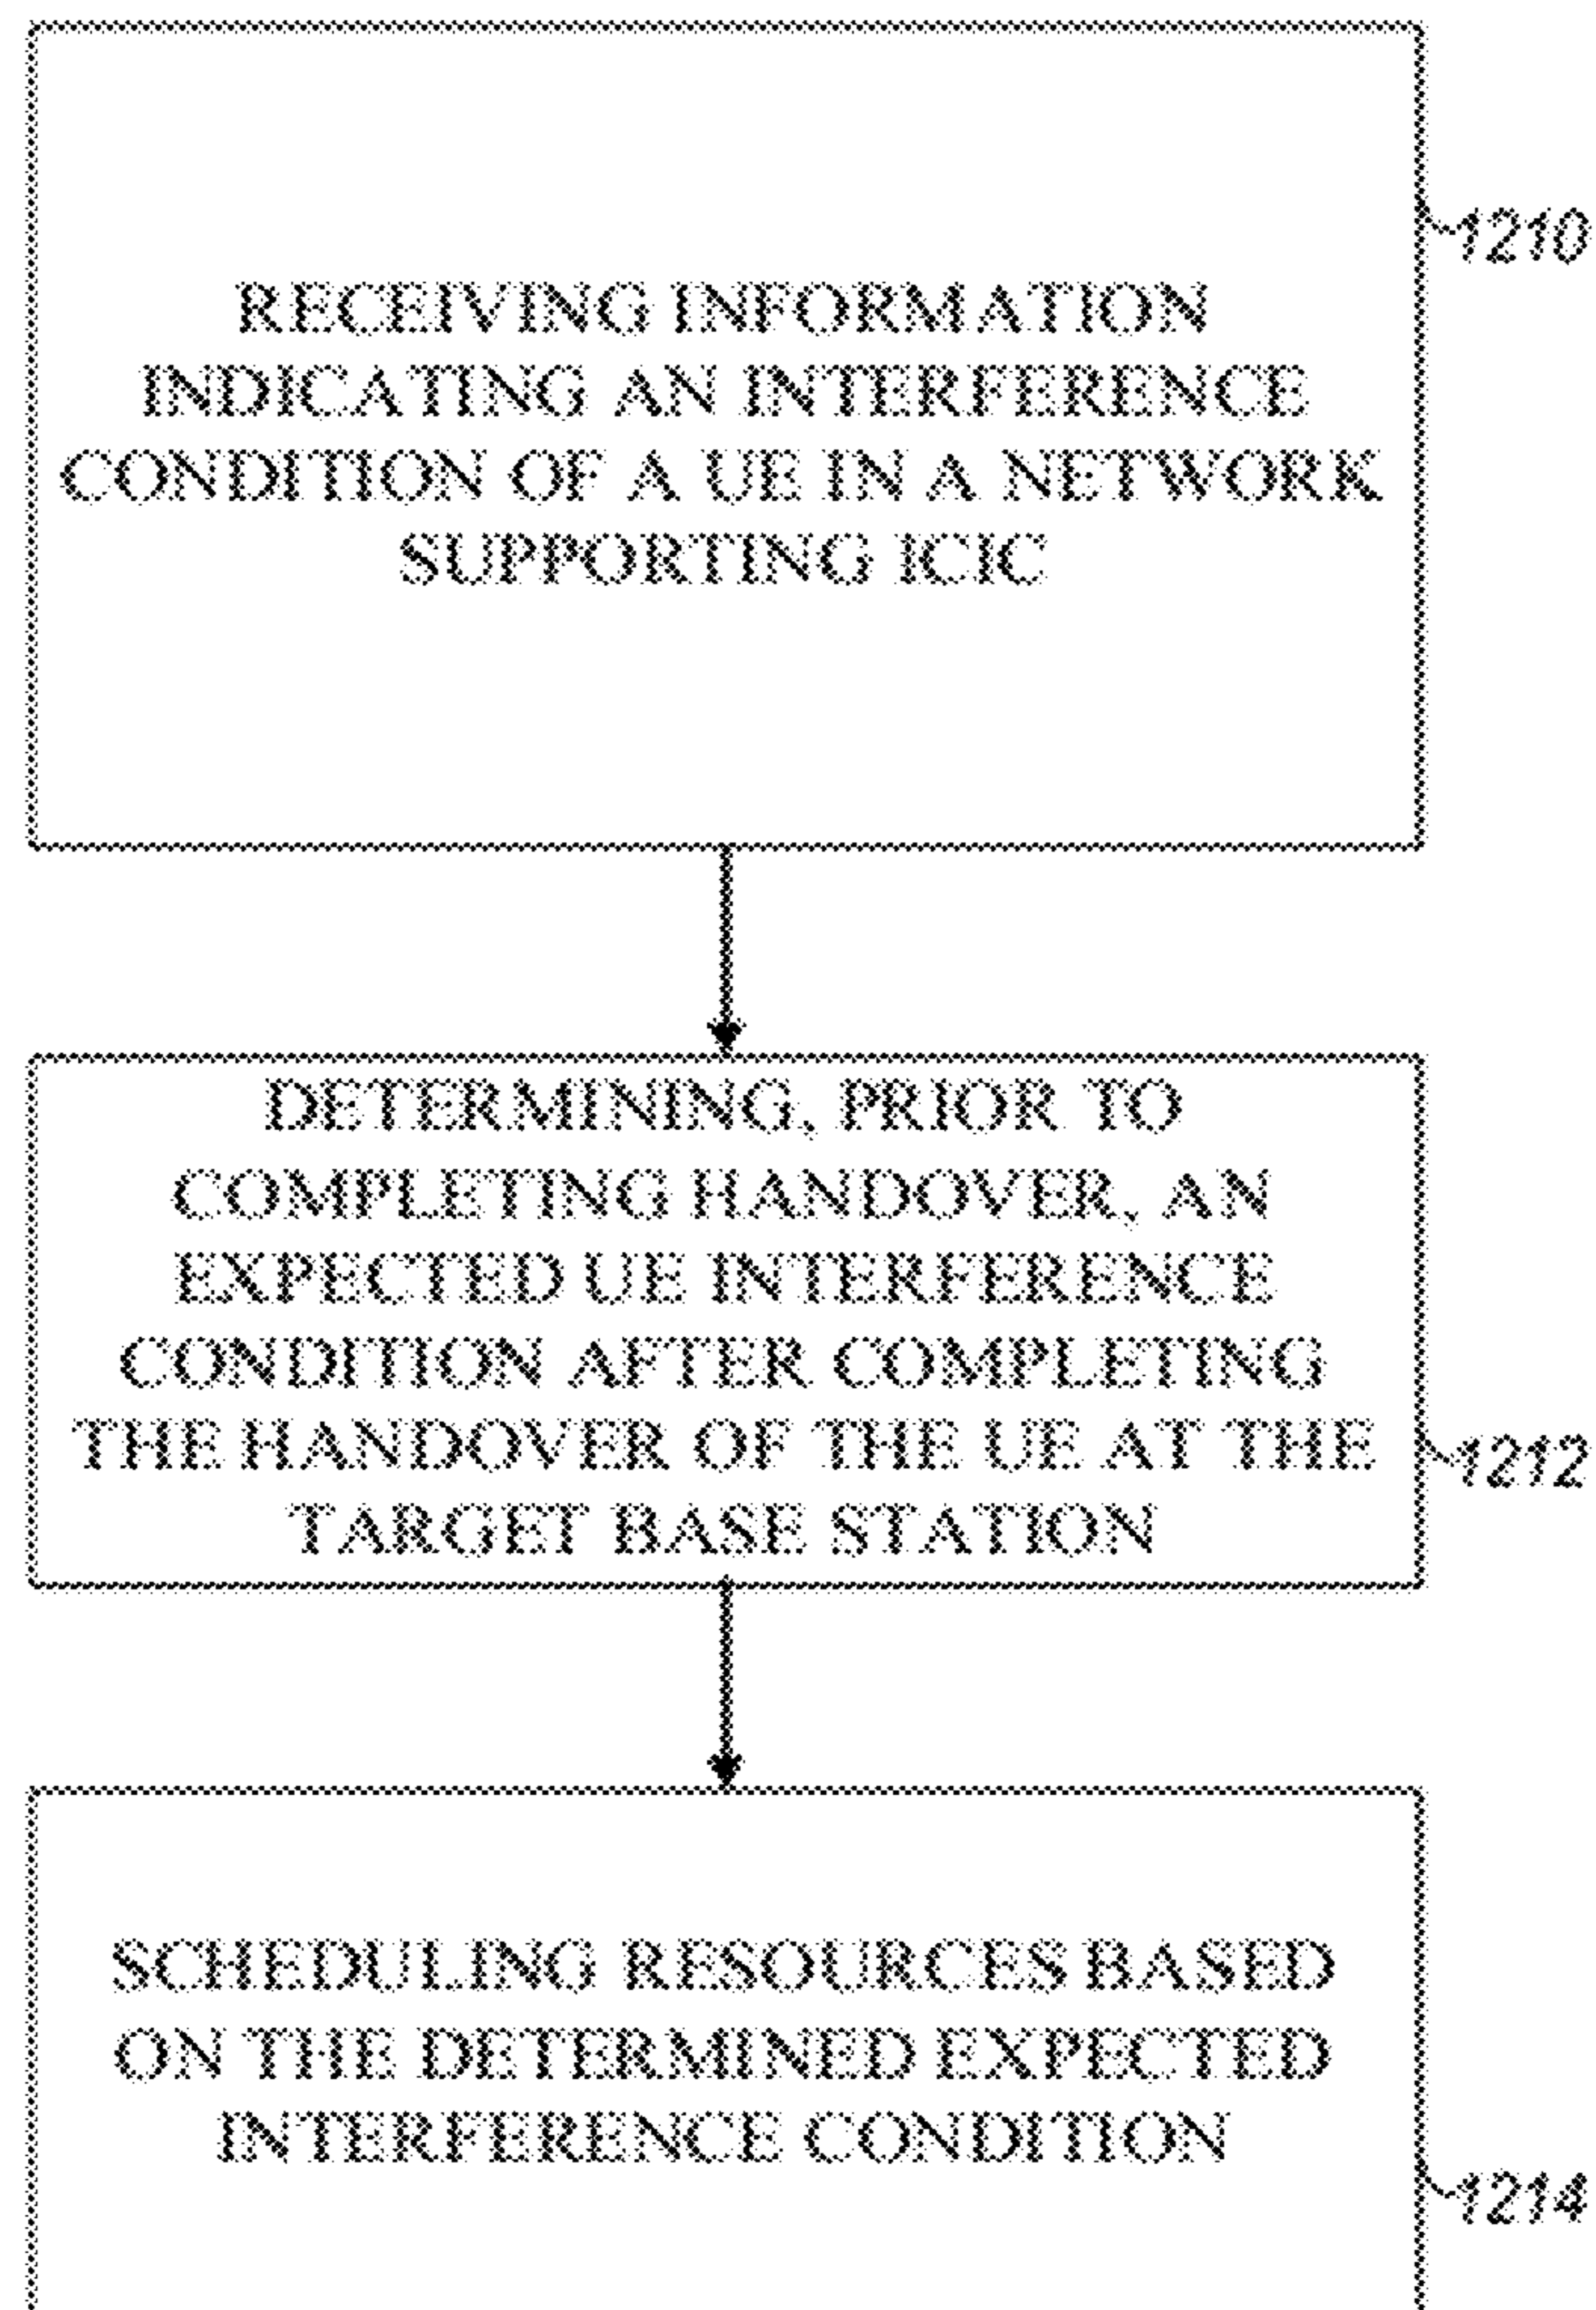 1210
RECEIVING INFORMATION
INDICATING AN INTERFERENCE
CONDITION OF A UE IN A NETWORK
SUPPORTING ICIC
DETERMINING, PRIOR TO
COMPLETING HANDOVER, AN
EXPECTED UE INTERFERENCE
CONDITION AFTER COMPLETING
THE HANDOVER OF THE UE AT THE
TARGET BASE STATION
1212
SCHEDULING RESOURCES BASED
ON THE DETERMINED EXPECTED
INTERFERENCE CONDITION
1214